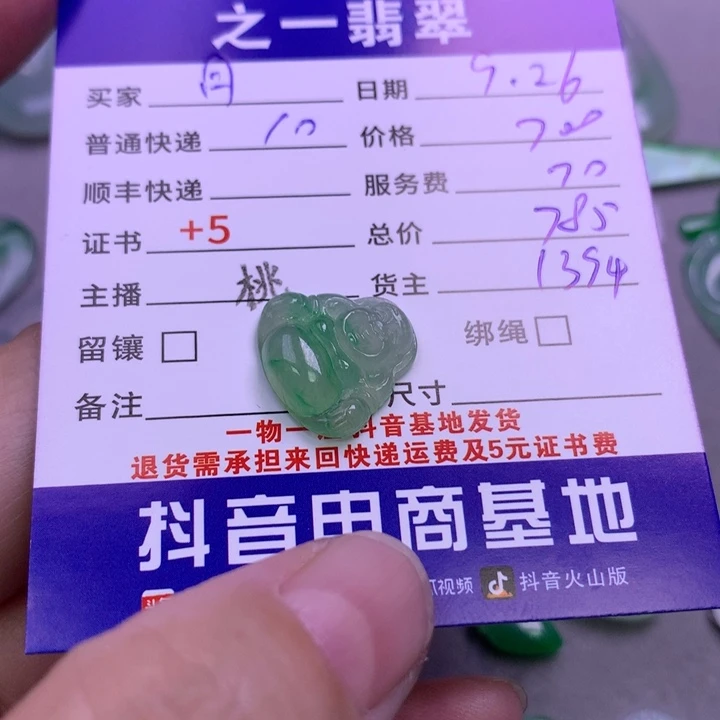 之一翡翠
买家 回 日期 9.26
普通快递 10 价格 700
顺丰快递 服务费 70
证书 +5 总价 785
主播 桃 货主 1394
留镶 绑绳
备注 尺寸
一物一 抖音基地发货
退货需承担来回快递运费及5元证书费
抖音电商基地
视频 抖音火山版